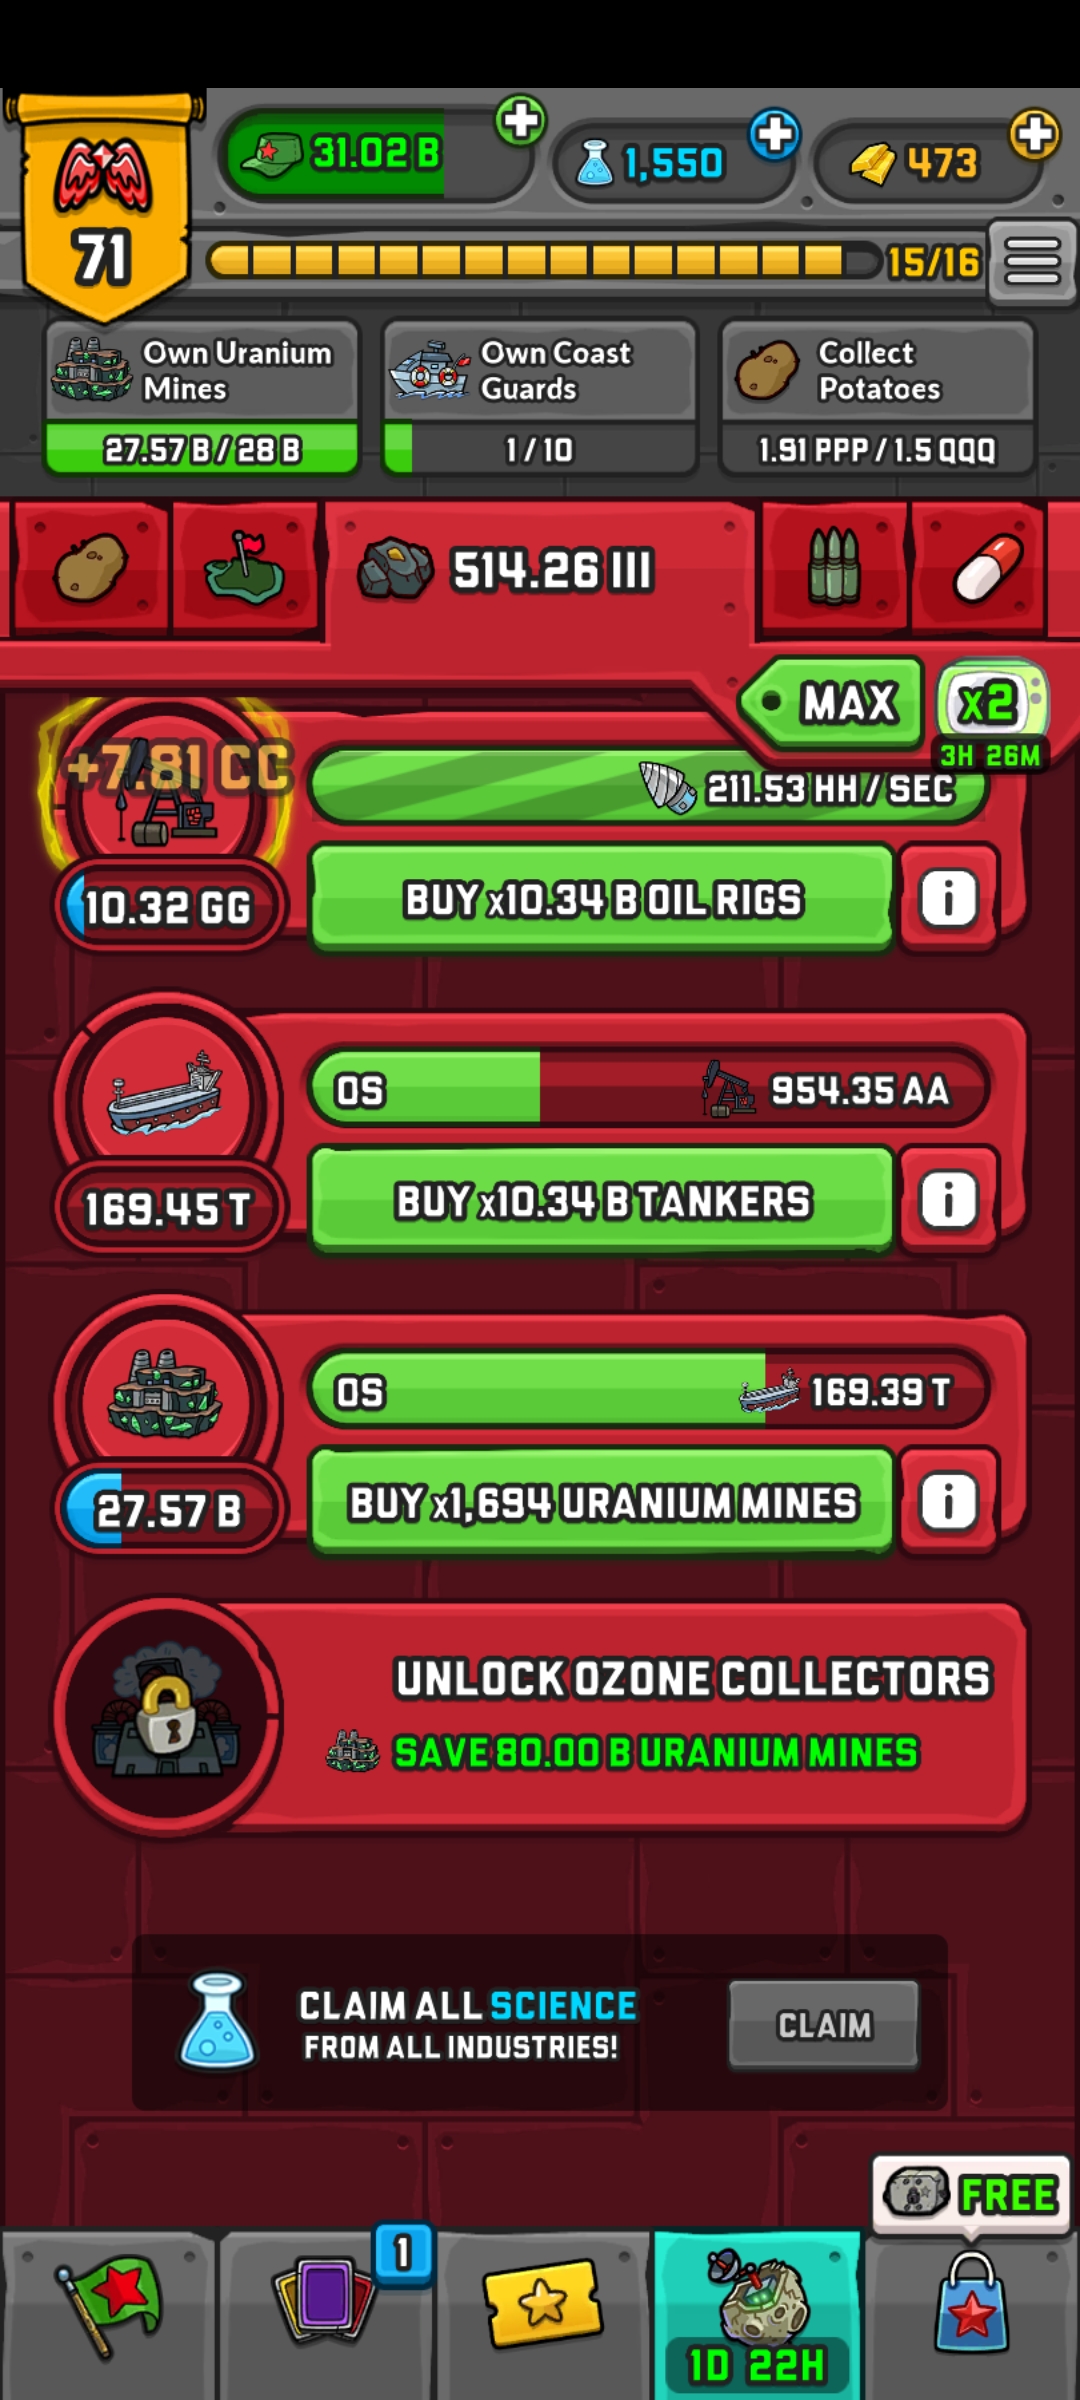 31.02 B
1,550
473
71
15/16
Own Uranium
Mines
27.57 B / 28 B
Own Coast
Guards
1 / 10
Collect
Potatoes
1.91 PPP / 1.5 QQQ
514.26 III
MAX
x2
3H 26M
+7.81 CC
211.53 HH / SEC
10.32 GG
BUY x10.34 B OIL RIGS
i
0S
954.35 AA
169.45 T
BUY x10.34 B TANKERS
i
0S
169.39 T
27.57 B
BUY x1,694 URANIUM MINES
i
UNLOCK OZONE COLLECTORS
SAVE 80.00 B URANIUM MINES
CLAIM ALL SCIENCE
FROM ALL INDUSTRIES!
CLAIM
FREE
1
1D 22H